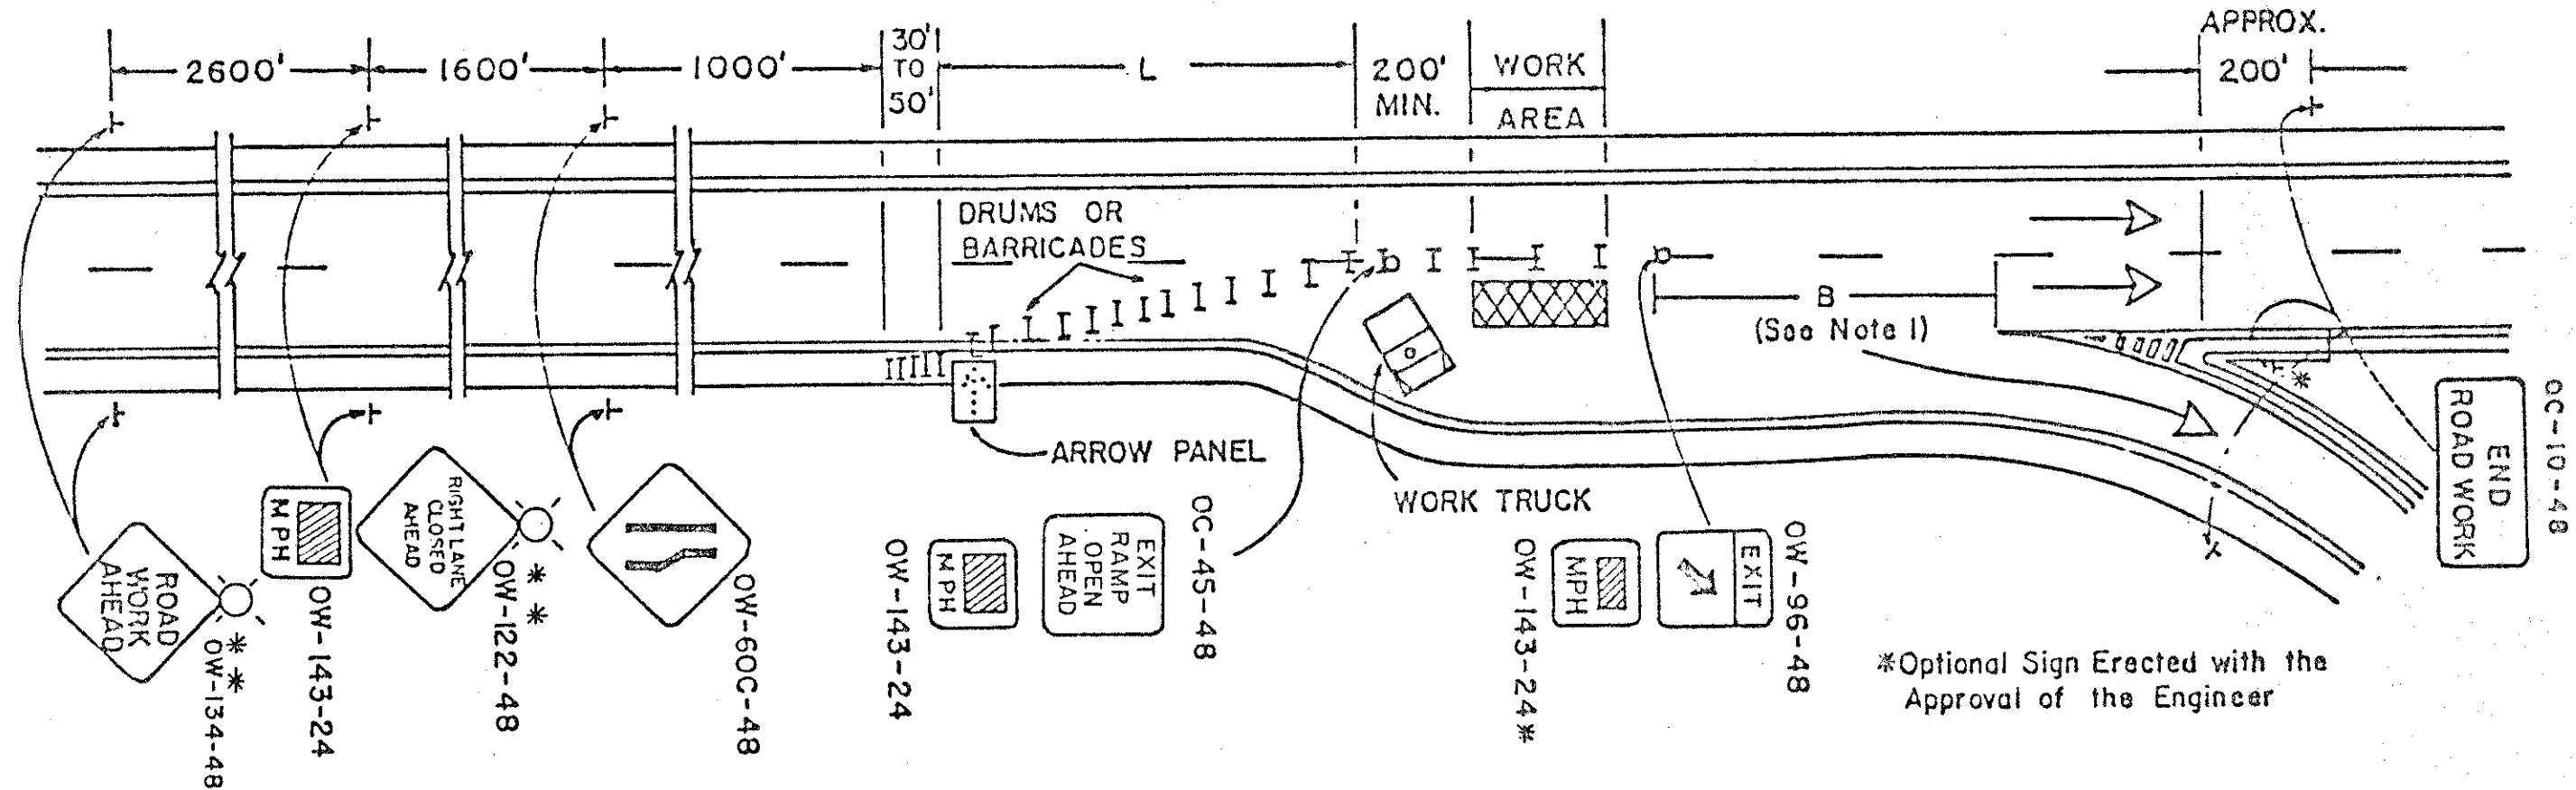 2600'
1600'
1000'
30'
TO
50'
L
200'
MIN.
WORK
AREA
APPROX.
200'
DRUMS OR
BARRICADES
B
(See Note 1)
ARROW PANEL
WORK TRUCK
ROAD
WORK
AHEAD
**
OW-134-48
MPH
OW-143-24
RIGHT LANE
CLOSED
AHEAD
**
OW-122-48
OW-60C-48
MPH
OW-143-24
EXIT
RAMP
OPEN
AHEAD
OC-45-48
MPH
OW-143-24*
EXIT
OW-96-48
*
END
ROAD WORK
OC-10-48
*Optional Sign Erected with the
Approval of the Engineer